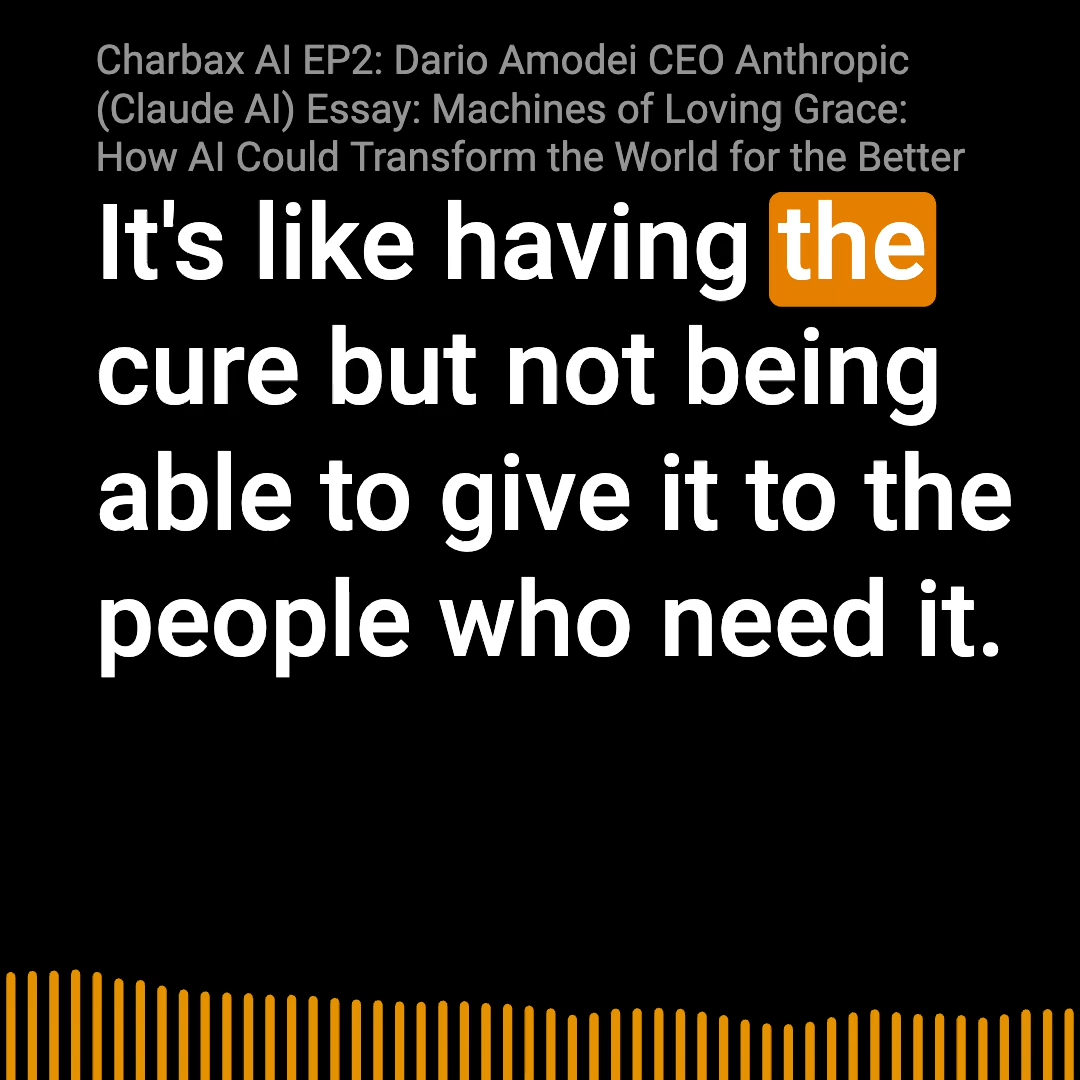 Charbax AI EP2: Dario Amodei CEO Anthropic
(Claude AI) Essay: Machines of Loving Grace:
How AI Could Transform the World for the Better
It's like having the
cure but not being
able to give it to the
people who need it.